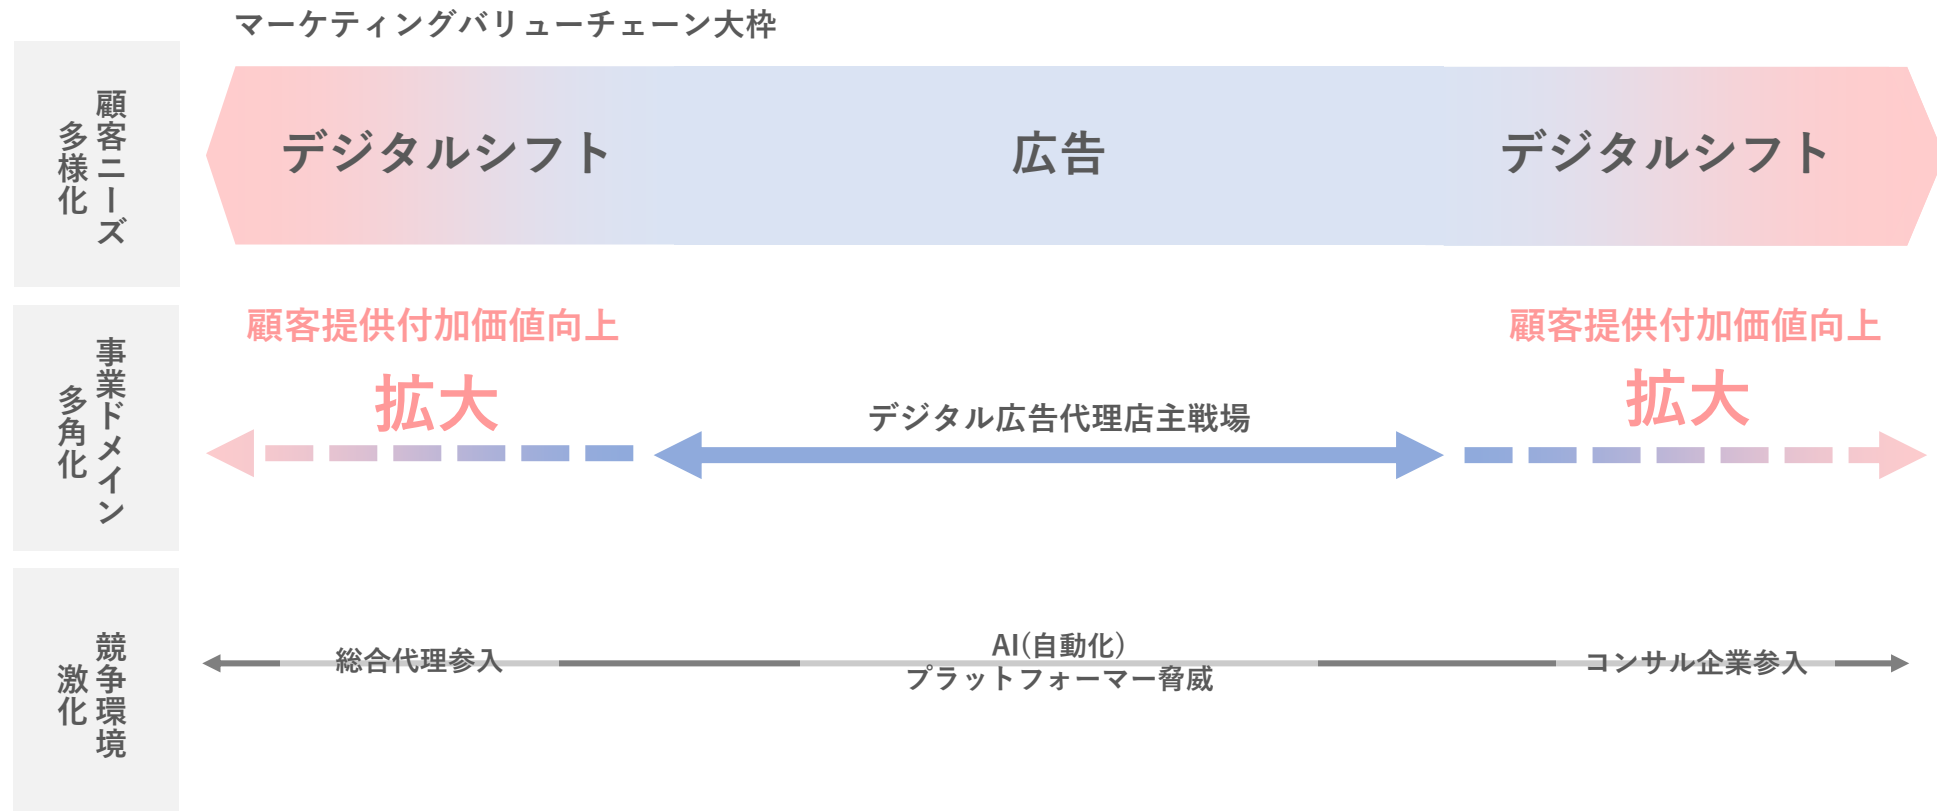 マーケティングバリューチェーン大枠
顧客ニーズ
多様化
デジタルシフト
広告
デジタルシフト
事業ドメイン
多角化
顧客提供付加価値向上
拡大
デジタル広告代理店主戦場
顧客提供付加価値向上
拡大
競争環境
激化
総合代理参入
AI(自動化)
プラットフォーマー脅威
コンサル企業参入